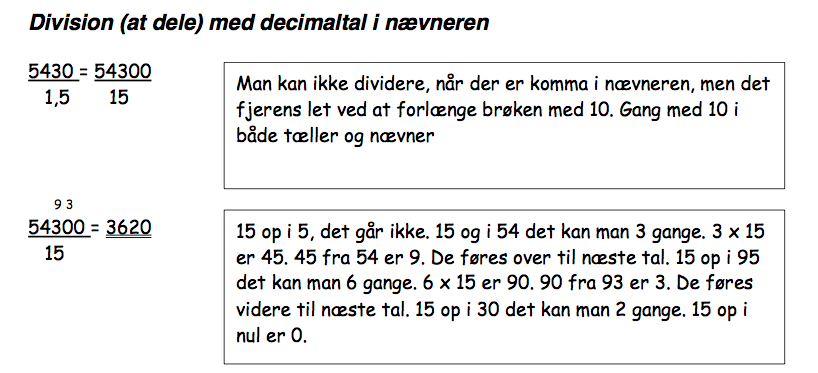 Division (at dele) med decimaltal i nævneren
5430 = 54300
1,5 15
Man kan ikke dividere, når der er komma i nævneren, men det
fjerens let ved at forlænge brøken med 10. Gang med 10 i
både tæller og nævner
9 3
54300 = 3620
15
15 op i 5, det går ikke. 15 og i 54 det kan man 3 gange. 3 x 15
er 45. 45 fra 54 er 9. De føres over til næste tal. 15 op i 95
det kan man 6 gange. 6 x 15 er 90. 90 fra 93 er 3. De føres
videre til næste tal. 15 op i 30 det kan man 2 gange. 15 op i
nul er 0.